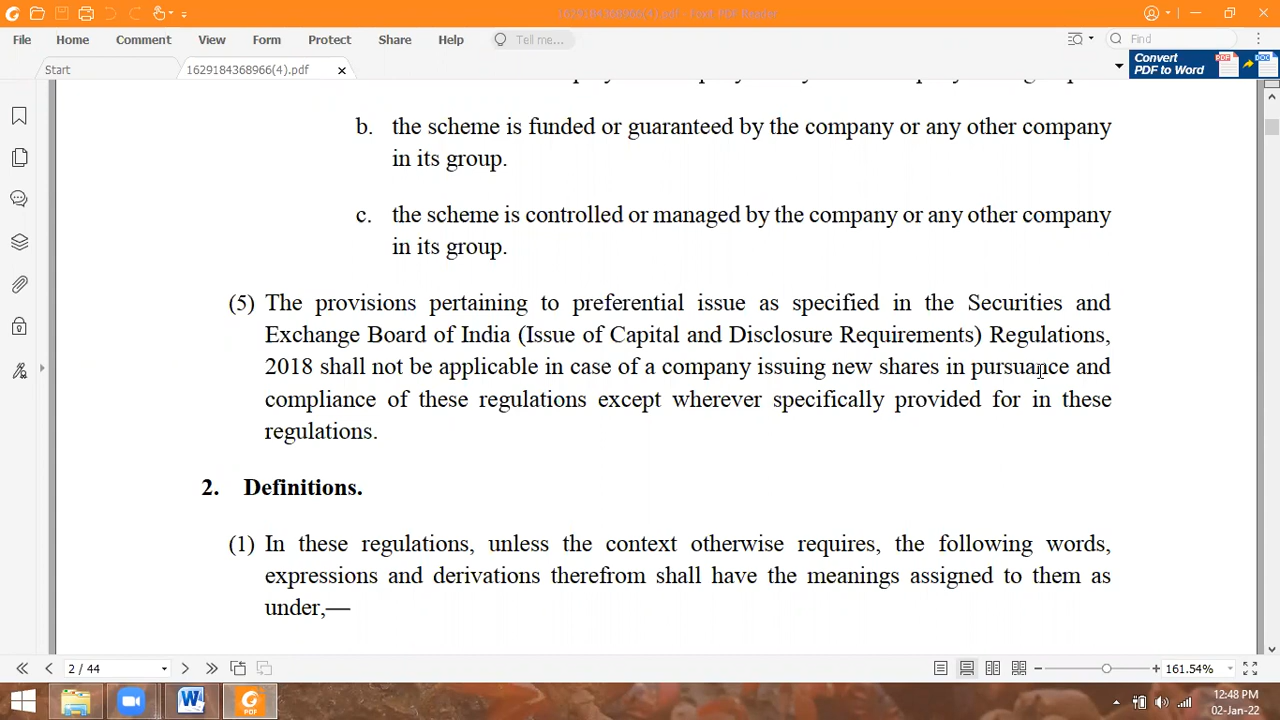 1629184368966(4).pdf - Foxit PDF Reader
File Home Comment View Form Protect Share Help Tell me... Find
Start 1629184368966(4).pdf
Convert
PDF to Word
b. the scheme is funded or guaranteed by the company or any other company
in its group.
c. the scheme is controlled or managed by the company or any other company
in its group.
(5) The provisions pertaining to preferential issue as specified in the Securities and
Exchange Board of India (Issue of Capital and Disclosure Requirements) Regulations,
2018 shall not be applicable in case of a company issuing new shares in pursuance and
compliance of these regulations except wherever specifically provided for in these
regulations.
2. Definitions.
(1) In these regulations, unless the context otherwise requires, the following words,
expressions and derivations therefrom shall have the meanings assigned to them as
under,—
2 / 44 161.54%
12:48 PM
02-Jan-22